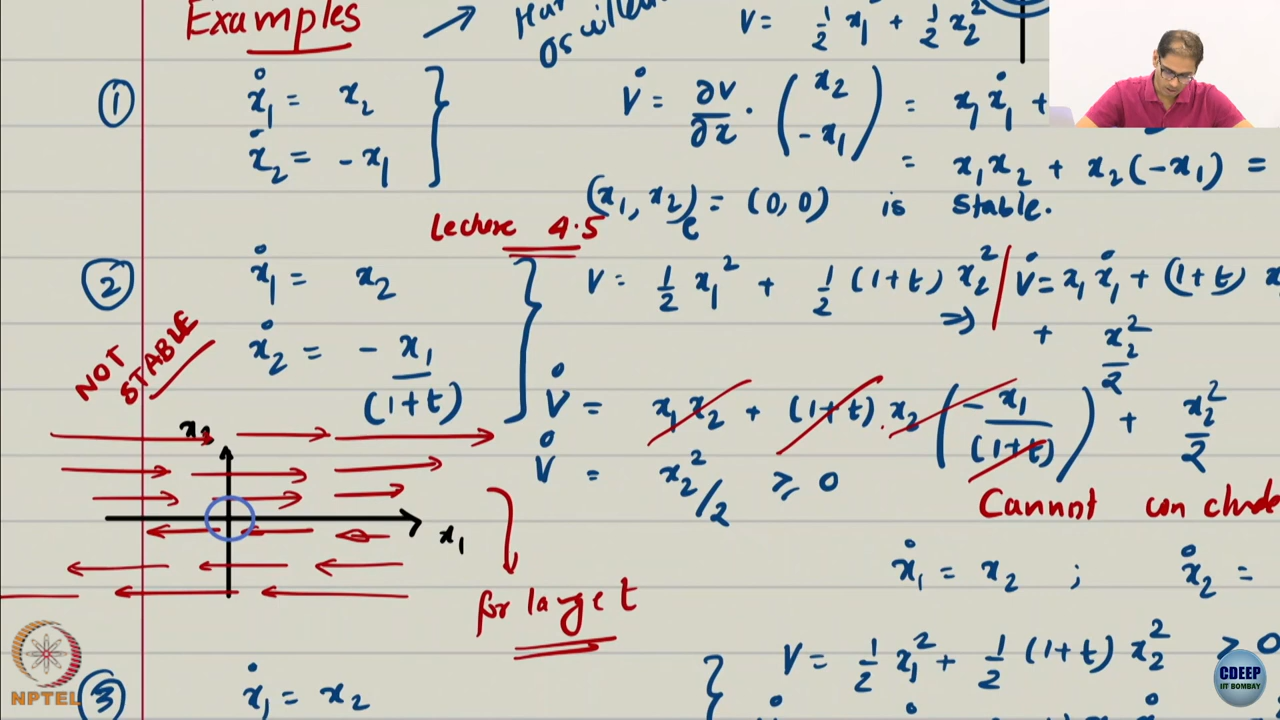 Examples →
Oscillat
V = 1/2 x₁² + 1/2 x₂²
① ẋ₁ = x₂
ẋ₂ = -x₁ }
V̇ = ∂V/∂x · ( x₂ -x₁ ) = x₁ẋ₁ +
= x₁x₂ + x₂(-x₁) =
(x₁, x₂)ₑ = (0,0) is stable.
Lecture 4.5
② ẋ₁ = x₂
ẋ₂ = - x₁/(1+t) }
V = 1/2 x₁² + 1/2 (1+t) x₂² / V̇ = x₁ẋ₁ + (1+t) x
⇒ + x₂²/2
V̇ = x₁x₂ + (1+t) · x₂ ( -x₁/(1+t) ) + x₂²/2
V̇ = x₂²/2 ≥ 0
Cannot conclude
NOT STABLE
x₂
x₁
for large t
ẋ₁ = x₂ ; ẋ₂ =
V = 1/2 x₁² + 1/2 (1+t) x₂² > 0
③ ẋ₁ = x₂ }
NPTEL
CDEEP
IIT BOMBAY